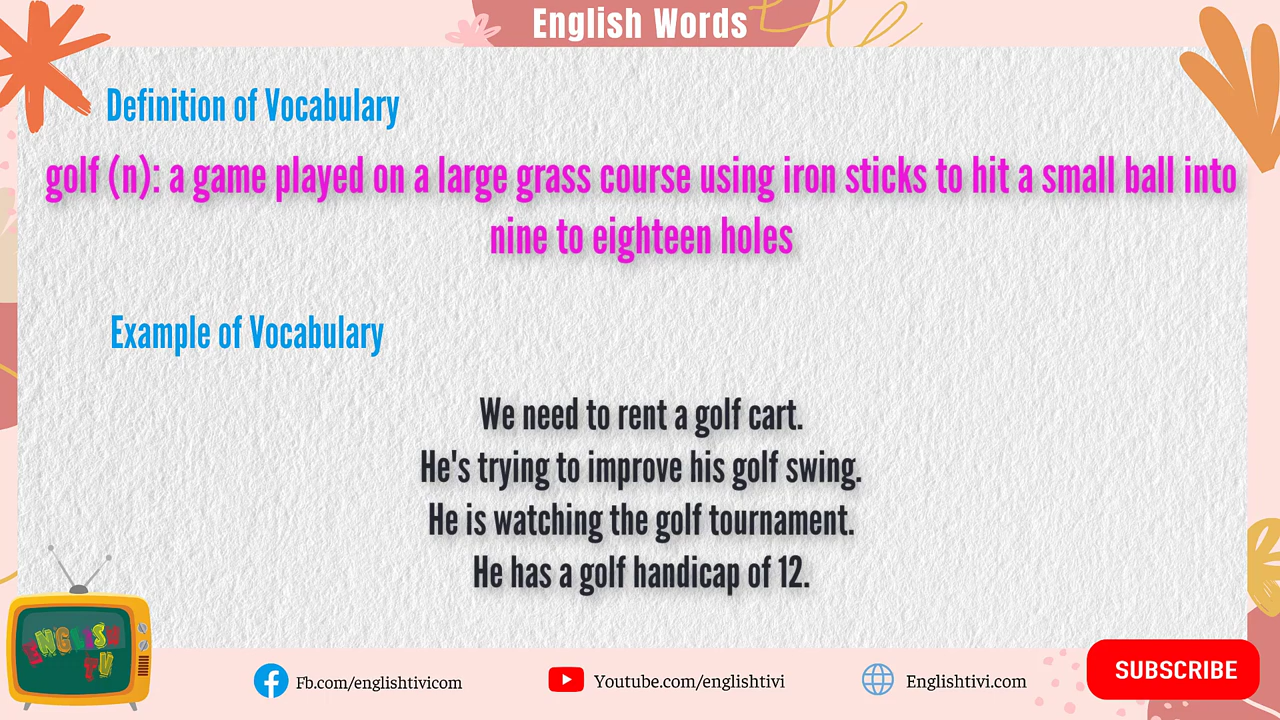 English Words
Definition of Vocabulary
golf (n): a game played on a large grass course using iron sticks to hit a small ball into
nine to eighteen holes
Example of Vocabulary
We need to rent a golf cart.
He's trying to improve his golf swing.
He is watching the golf tournament.
He has a golf handicap of 12.
ENGLISH
TV
Fb.com/englishtivicom
Youtube.com/englishtivi
Englishtivi.com
SUBSCRIBE